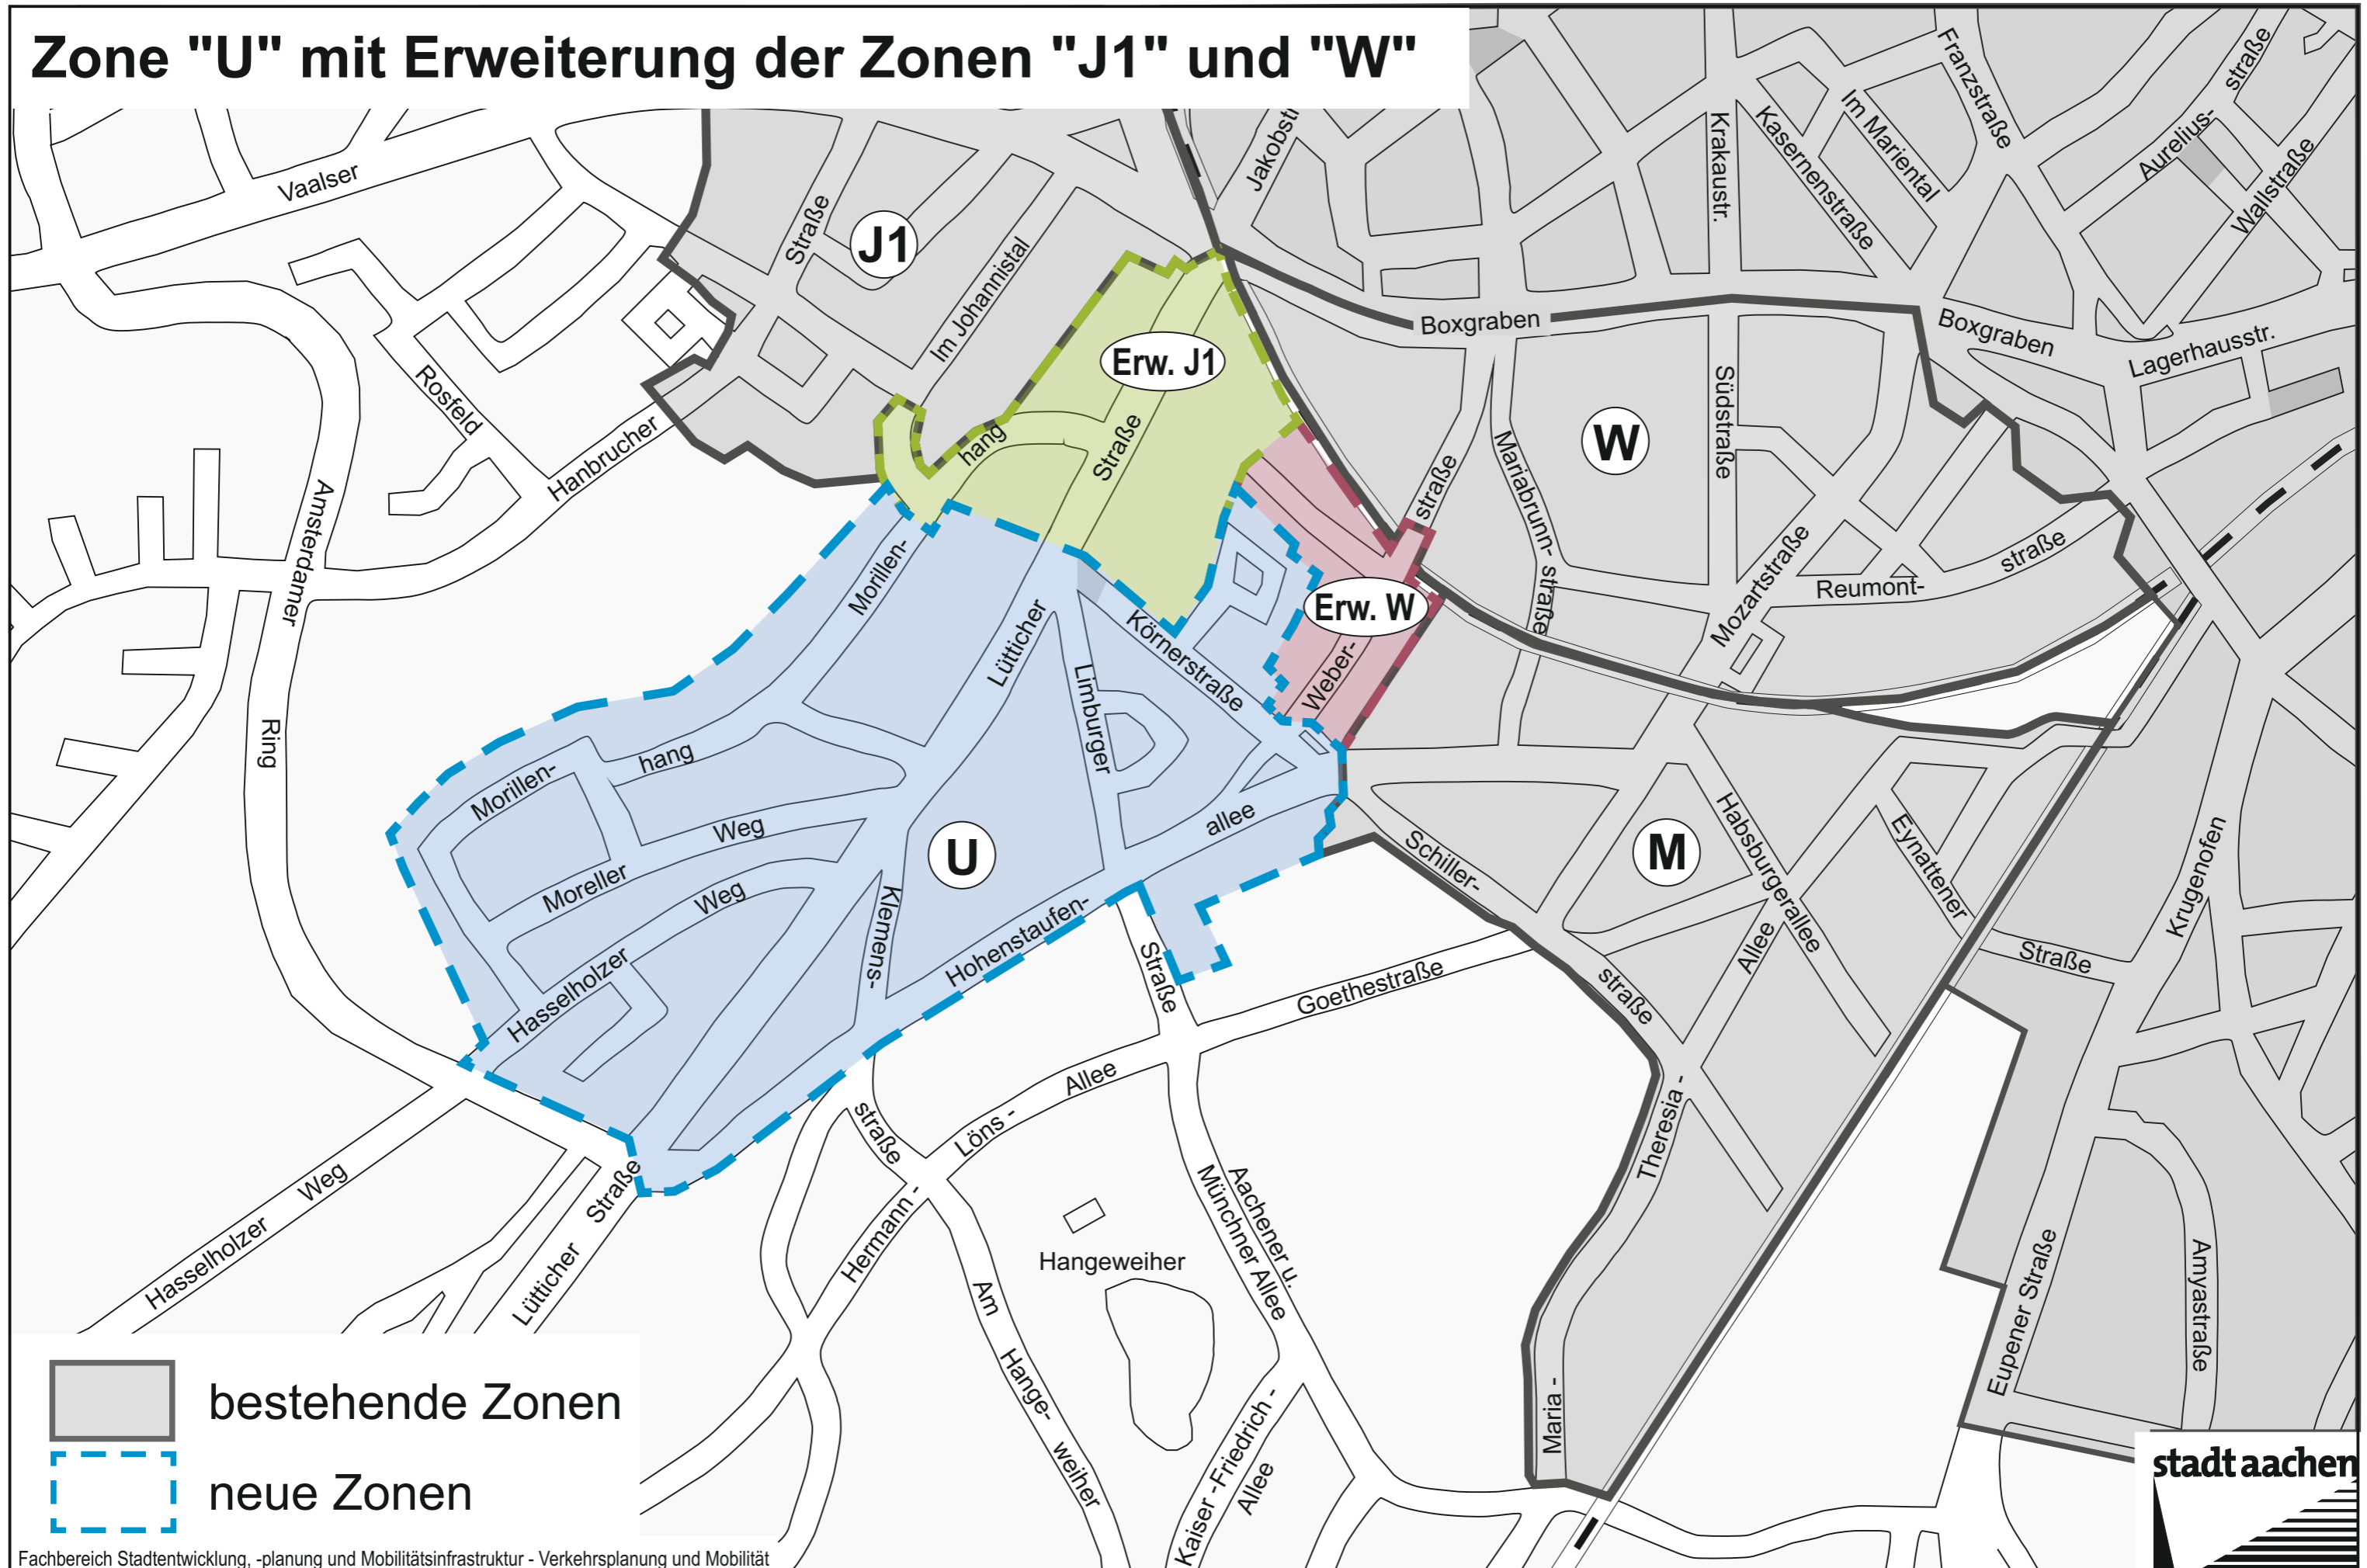 Zone "U" mit Erweiterung der Zonen "J1" und "W"
Franzstraße
straße
Aurelius-
Wallstraße
Im Mariental
Kasernenstraße
Krakaustr.
Vaalser
Straße
J1
Im Johannistal
Erw. J1
Boxgraben
Boxgraben
Lagerhausstr.
Südstraße
W
Rosfeld
Hanbrucher
hang
Straße
straße
Mariabrunn-
straße
Mozartstraße
Reumont-
straße
Amsterdamer
Ring
Morillen-
Lütticher
Körnerstraße
Erw. W
Weber-
Limburger
Morillen-
hang
Weg
Moreller
Weg
Hasselholzer
U
Klemens-
allee
Hohenstaufen-
Schiller-
straße
M
Habsburgerallee
Allee
Eynattener
Straße
Krugenofen
Straße
Goethestraße
Allee
Löns -
straße
Hermann -
Weg
Hasselholzer
Straße
Lütticher
Hangeweiher
Aachener u.
Münchner Allee
Theresia -
Maria -
Eupener Straße
Amyastraße
Am
Hange-
weiher
Kaiser -Friedrich -
Allee
bestehende Zonen
neue Zonen
stadt aachen
Fachbereich Stadtentwicklung, -planung und Mobilitätsinfrastruktur - Verkehrsplanung und Mobilität